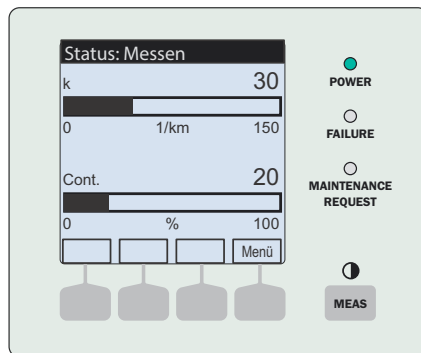 Status: Messen
k 30
0 1/km 150
Cont. 20
0 % 100
Menü
POWER
FAILURE
MAINTENANCE
REQUEST
MEAS